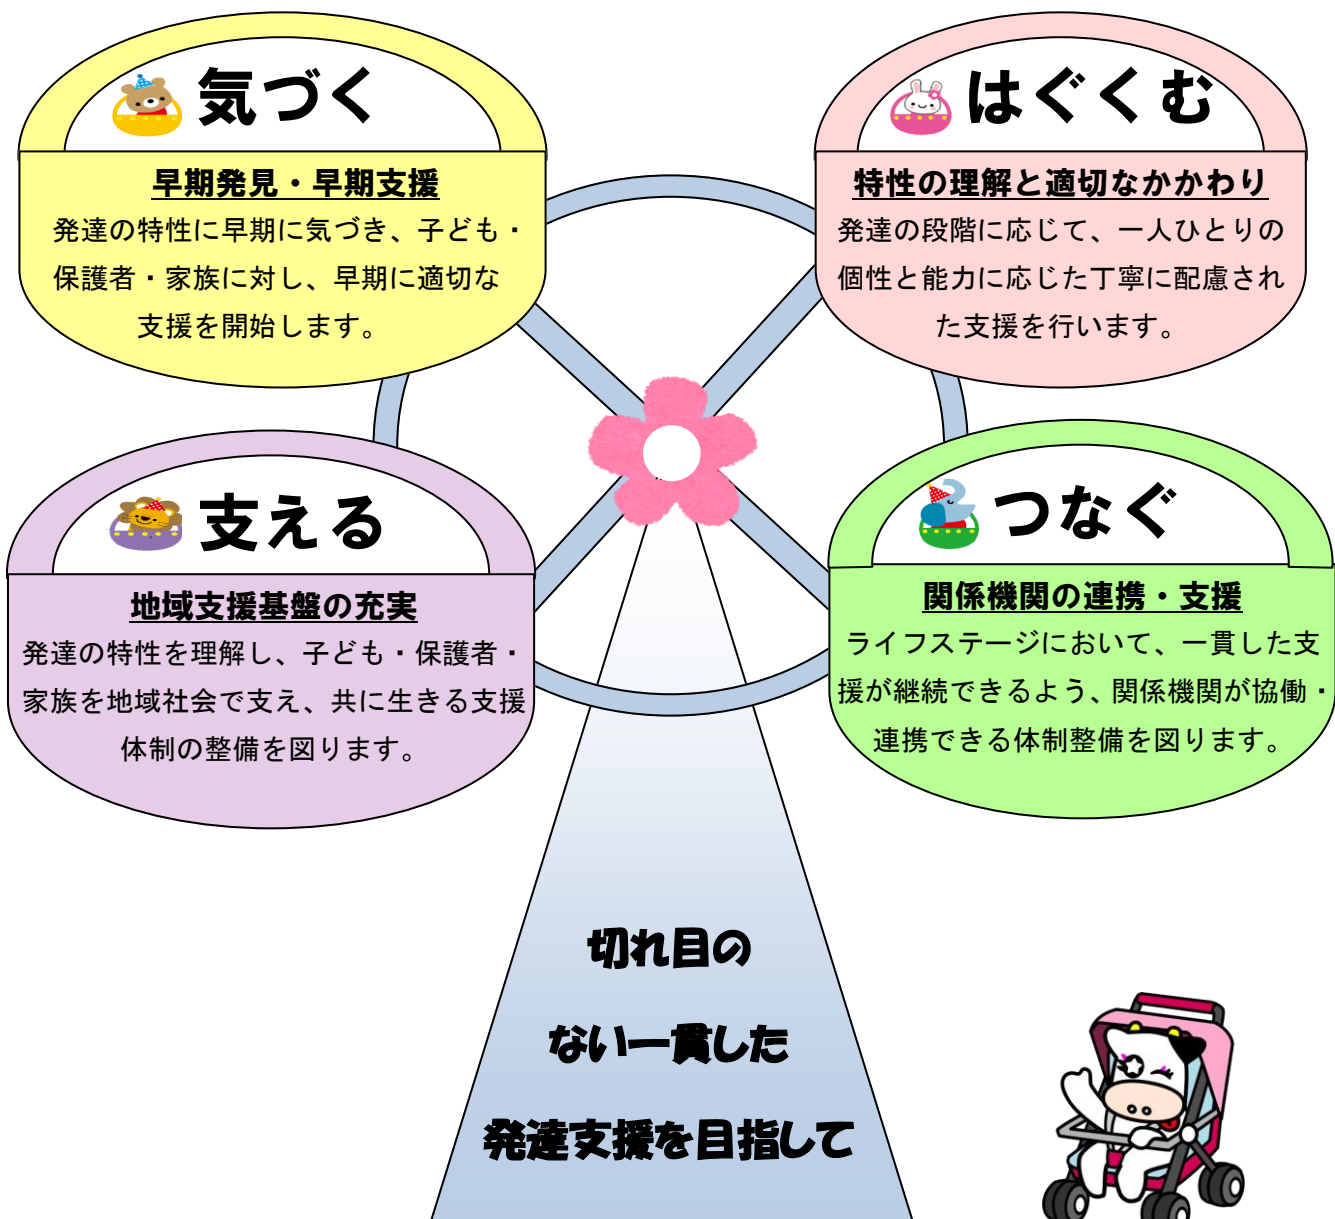 気づく
早期発見・早期支援
発達の特性に早期に気づき、子ども・
保護者・家族に対し、早期に適切な
支援を開始します。
はぐくむ
特性の理解と適切なかかわり
発達の段階に応じて、一人ひとりの
個性と能力に応じた丁寧に配慮され
た支援を行います。
支える
地域支援基盤の充実
発達の特性を理解し、子ども・保護者・
家族を地域社会で支え、共に生きる支援
体制の整備を図ります。
つなぐ
関係機関の連携・支援
ライフステージにおいて、一貫した支
援が継続できるよう、関係機関が協働・
連携できる体制整備を図ります。
切れ目の
ない一貫した
発達支援を目指して